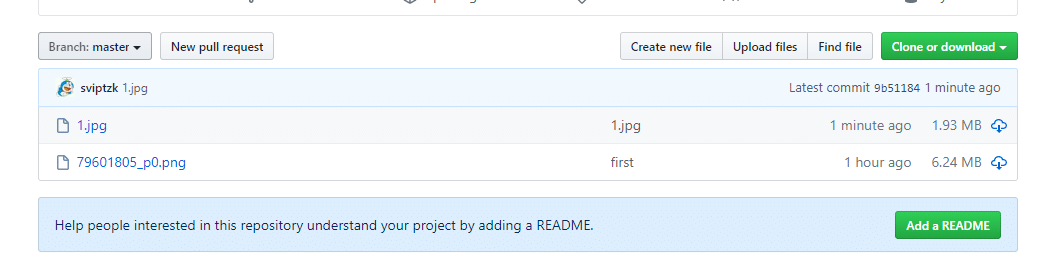 Branch: master
New pull request
Create new file
Upload files
Find file
Clone or download
sviptzk 1.jpg
Latest commit 9b51184 1 minute ago
1.jpg 1.jpg 1 minute ago 1.93 MB
79601805_p0.png first 1 hour ago 6.24 MB
Help people interested in this repository understand your project by adding a README.
Add a README